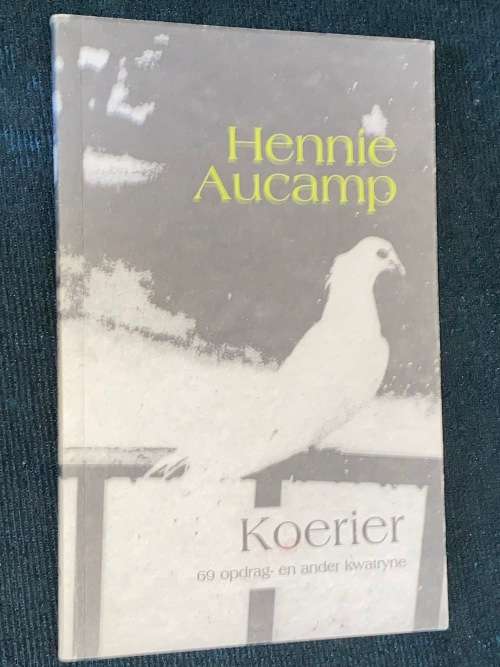 Hennie
Aucamp
Koerier
69 opdrag- en ander kwatryne